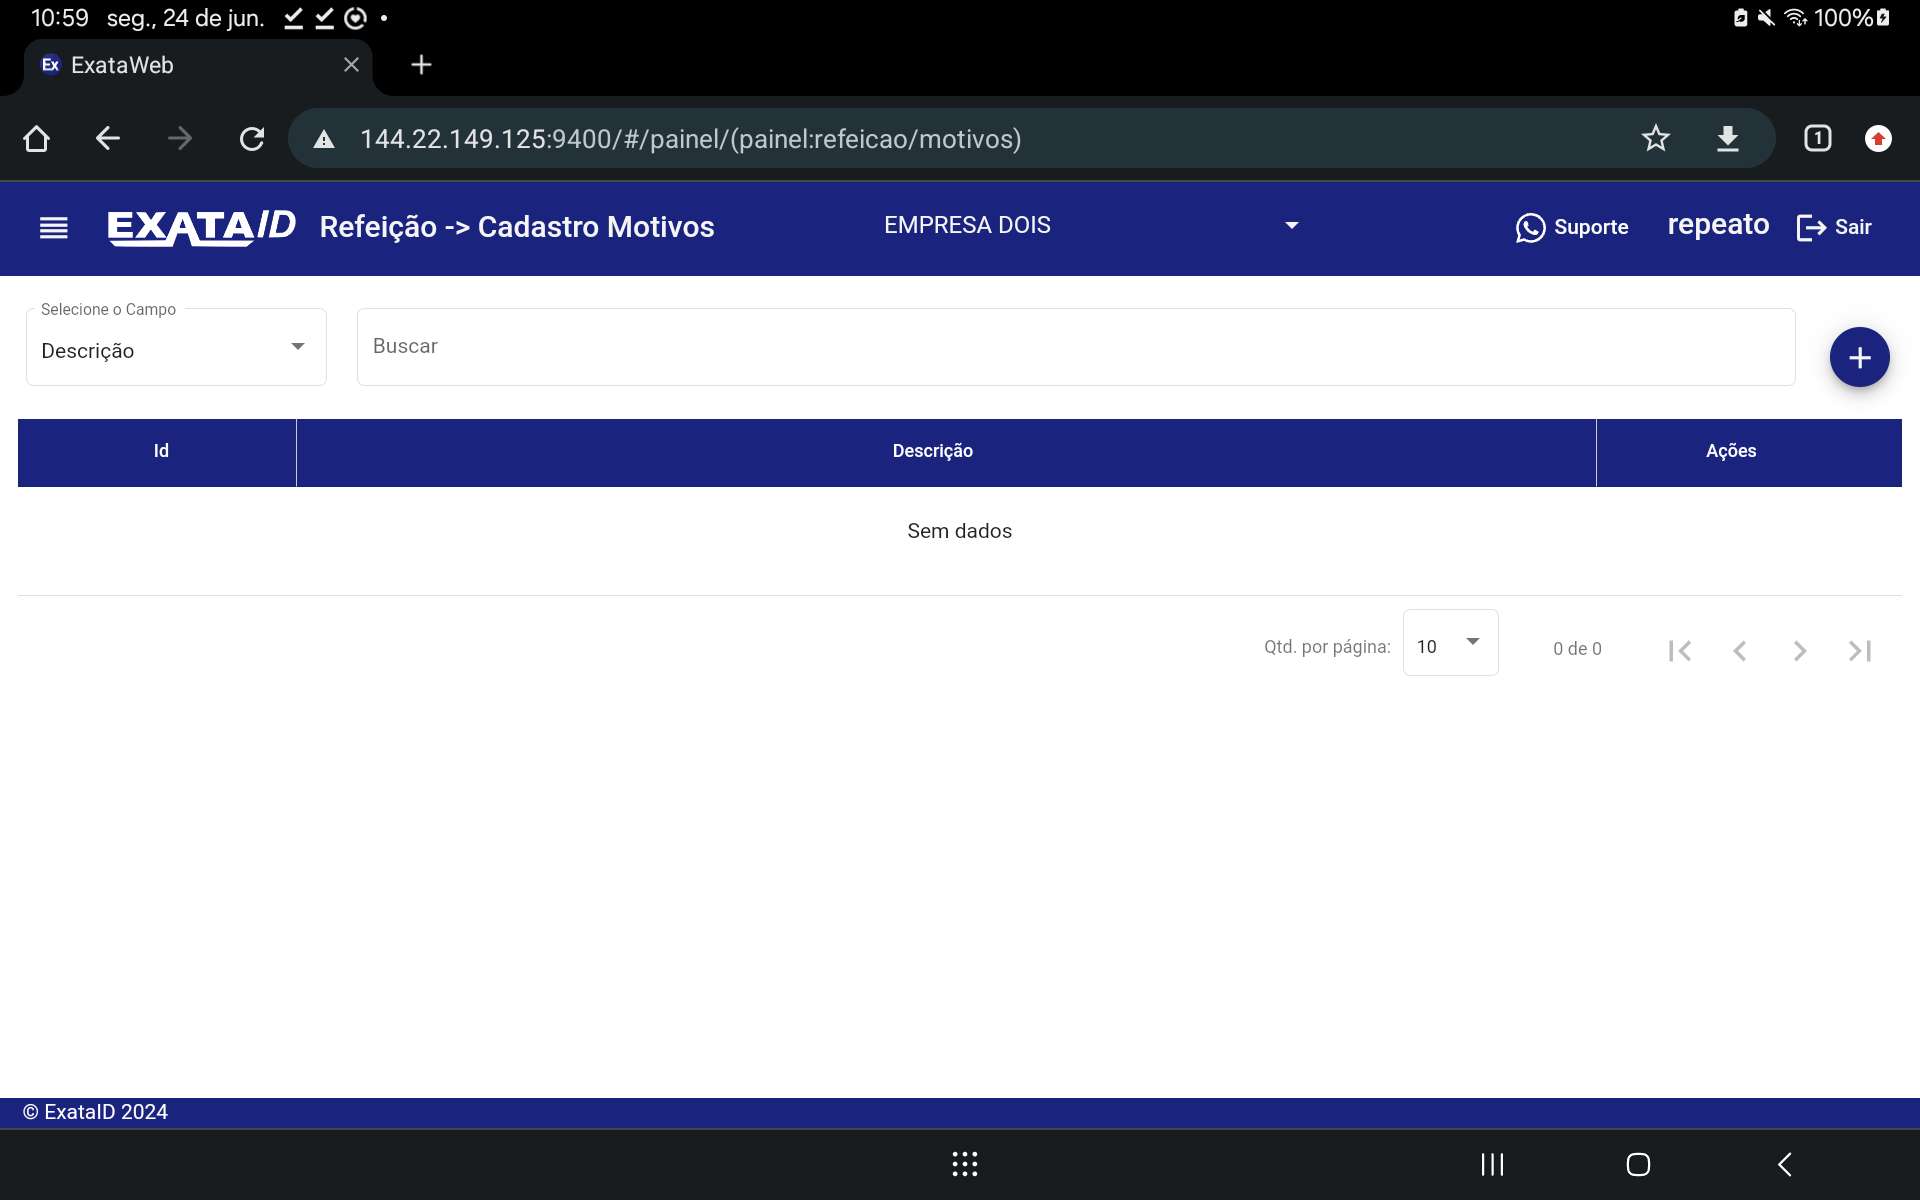 10:59 seg., 24 de jun. 100%
Ex ExataWeb
144.22.149.125:9400/#/painel/(painel:refeicao/motivos) 1
EXATAID Refeição -> Cadastro Motivos EMPRESA DOIS Suporte repeato Sair
Selecione o Campo
Descrição Buscar
Id Descrição Ações
Sem dados
Qtd. por página: 10 0 de 0
© ExataID 2024